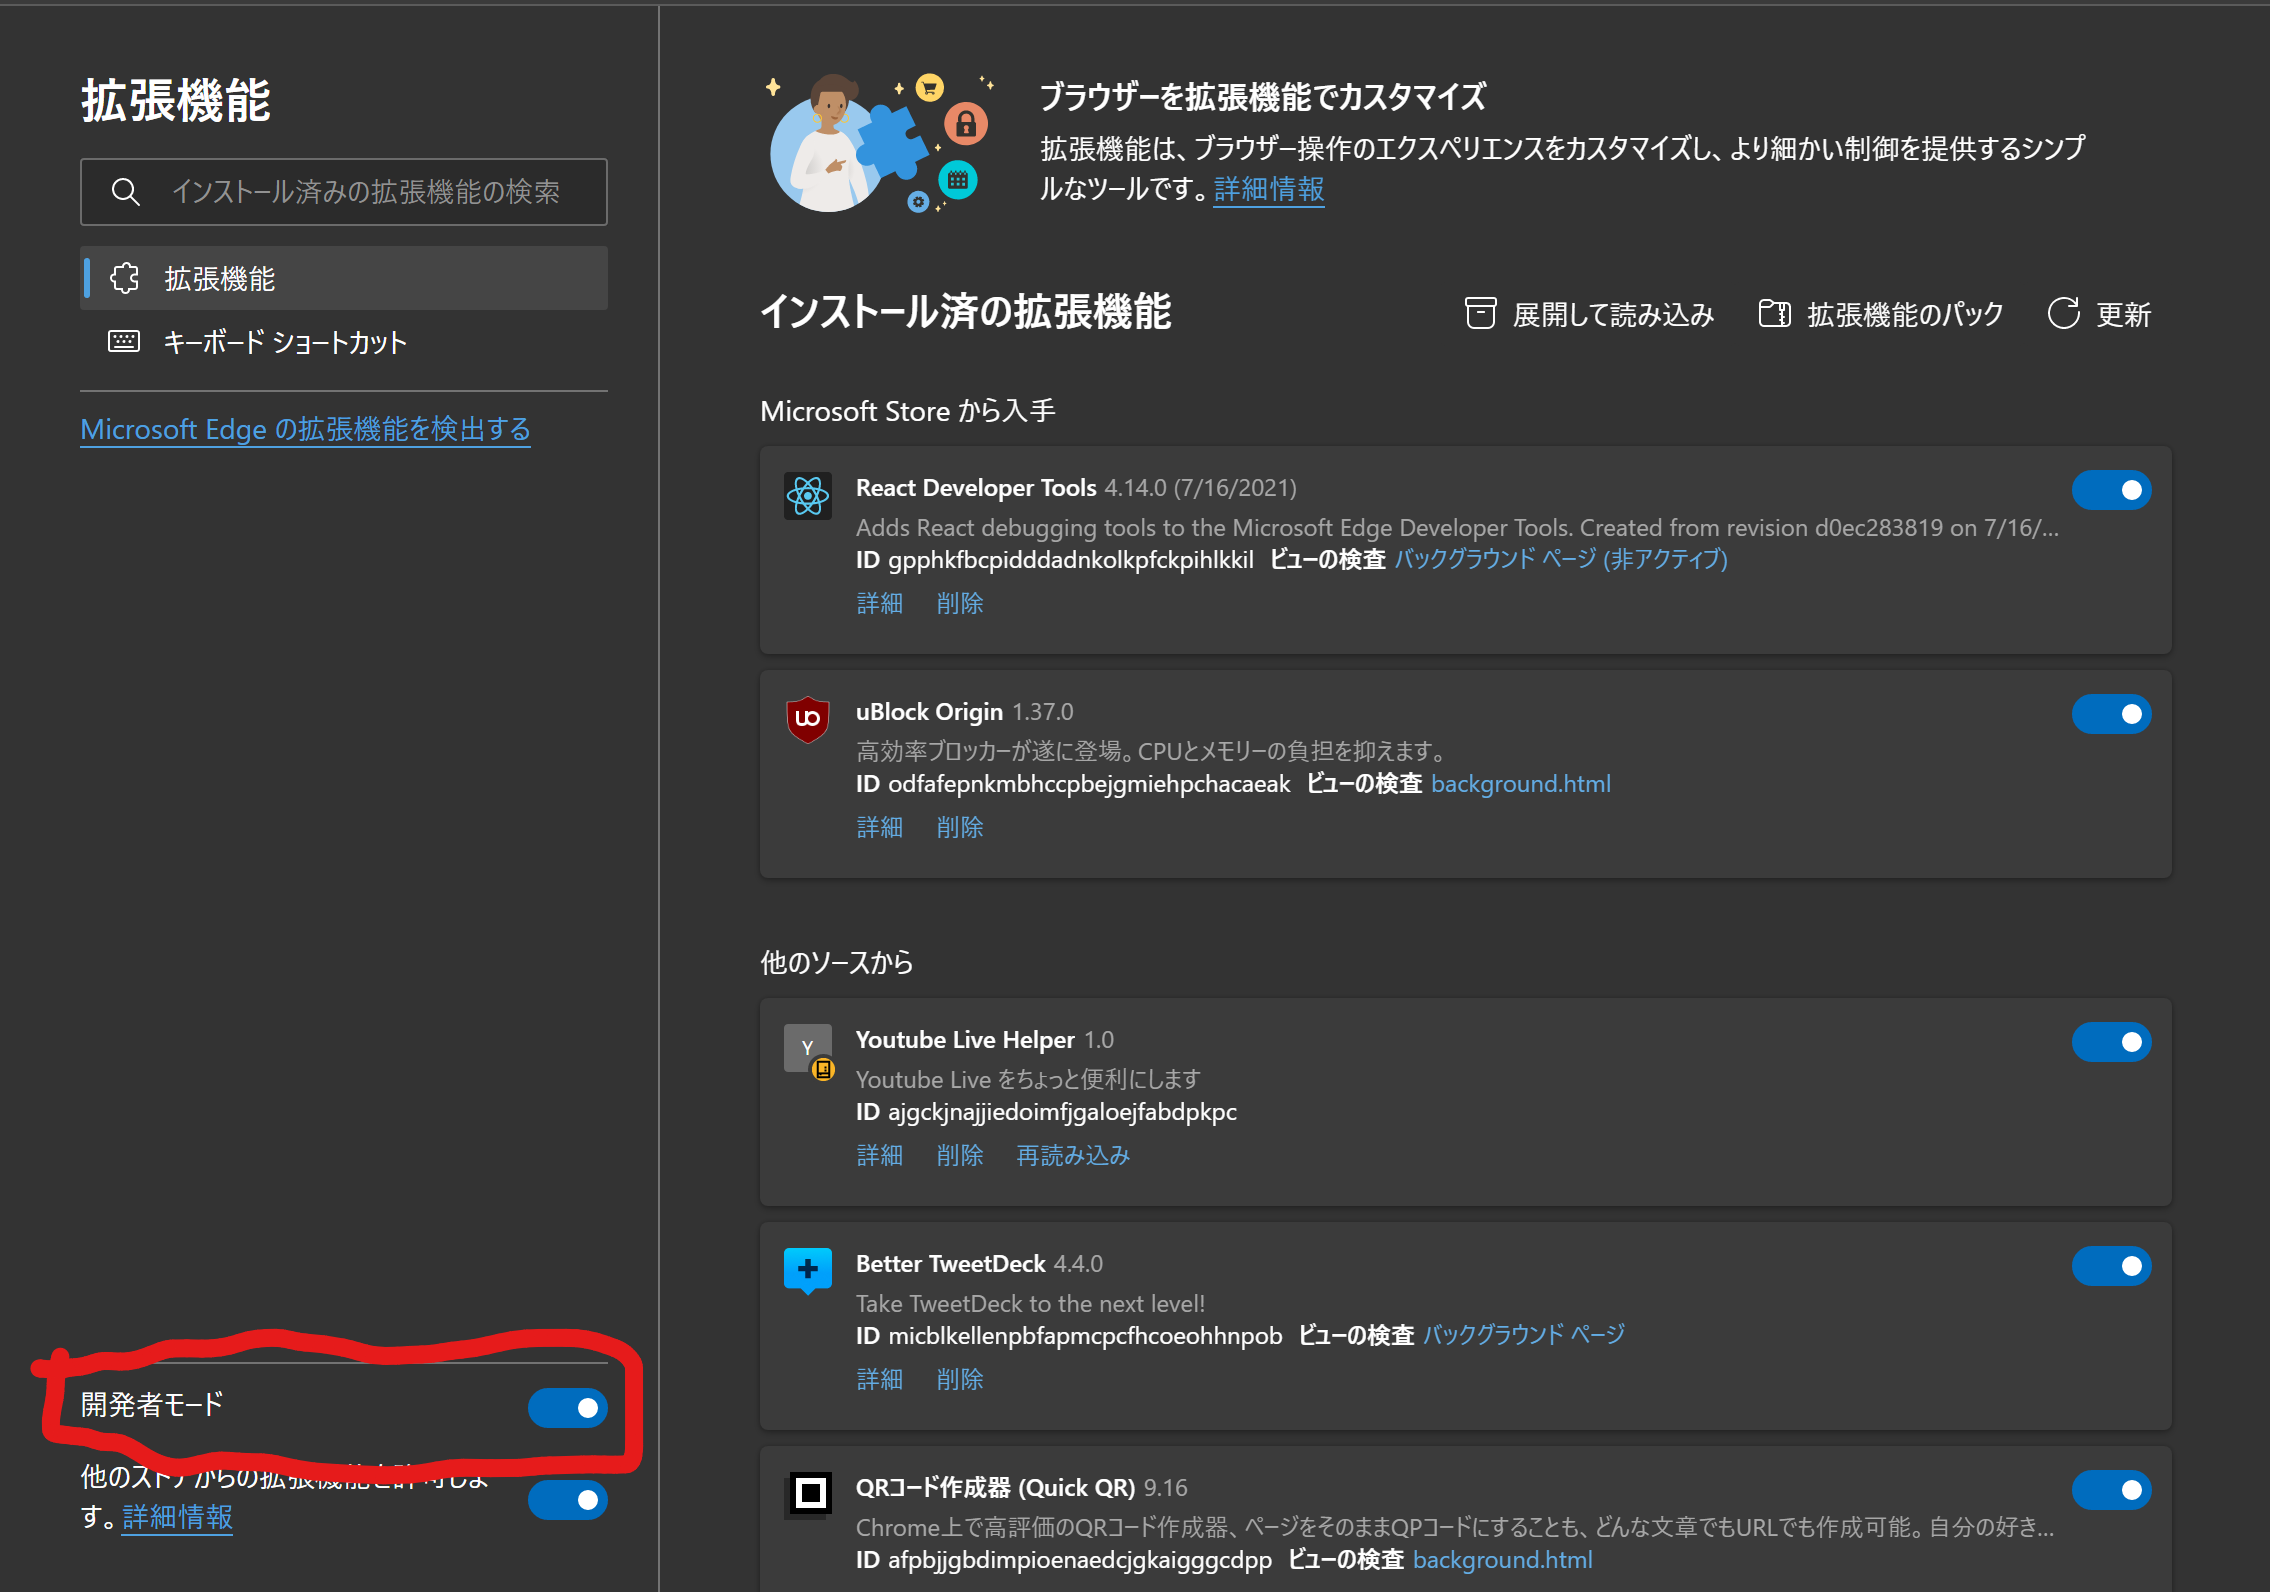 拡張機能
インストール済みの拡張機能の検索
拡張機能
キーボード ショートカット
Microsoft Edge の拡張機能を検出する
開発者モード
他のストアからの拡張機能を許可しま
す。詳細情報
ブラウザーを拡張機能でカスタマイズ
拡張機能は、ブラウザー操作のエクスペリエンスをカスタマイズし、より細かい制御を提供するシンプ
ルなツールです。詳細情報
インストール済の拡張機能
展開して読み込み 拡張機能のパック 更新
Microsoft Store から入手
React Developer Tools 4.14.0 (7/16/2021)
Adds React debugging tools to the Microsoft Edge Developer Tools. Created from revision d0ec283819 on 7/16/...
ID gpphkfbcpidddadnkolkpfckpihlkkil ビューの検査 バックグラウンド ページ (非アクティブ)
詳細 削除
uBlock Origin 1.37.0
高効率ブロッカーが遂に登場。CPUとメモリーの負担を抑えます。
ID odfafepnkmbhccpbejgmiehpchacaeak ビューの検査 background.html
詳細 削除
他のソースから
Y
Youtube Live Helper 1.0
Youtube Live をちょっと便利にします
ID ajgckjnajjiedoimfjgaloejfabdpkpc
詳細 削除 再読み込み
Better TweetDeck 4.4.0
Take TweetDeck to the next level!
ID micblkellenpbfapmcpcfhcoeohhnpob ビューの検査 バックグラウンド ページ
詳細 削除
QRコード作成器 (Quick QR) 9.16
Chrome上で高評価のQRコード作成器、ページをそのままQPコードにすることも、どんな文章でもURLでも作成可能。自分の好き...
ID afpbjjgbdimpioenaedcjgkaigggcdpp ビューの検査 background.html